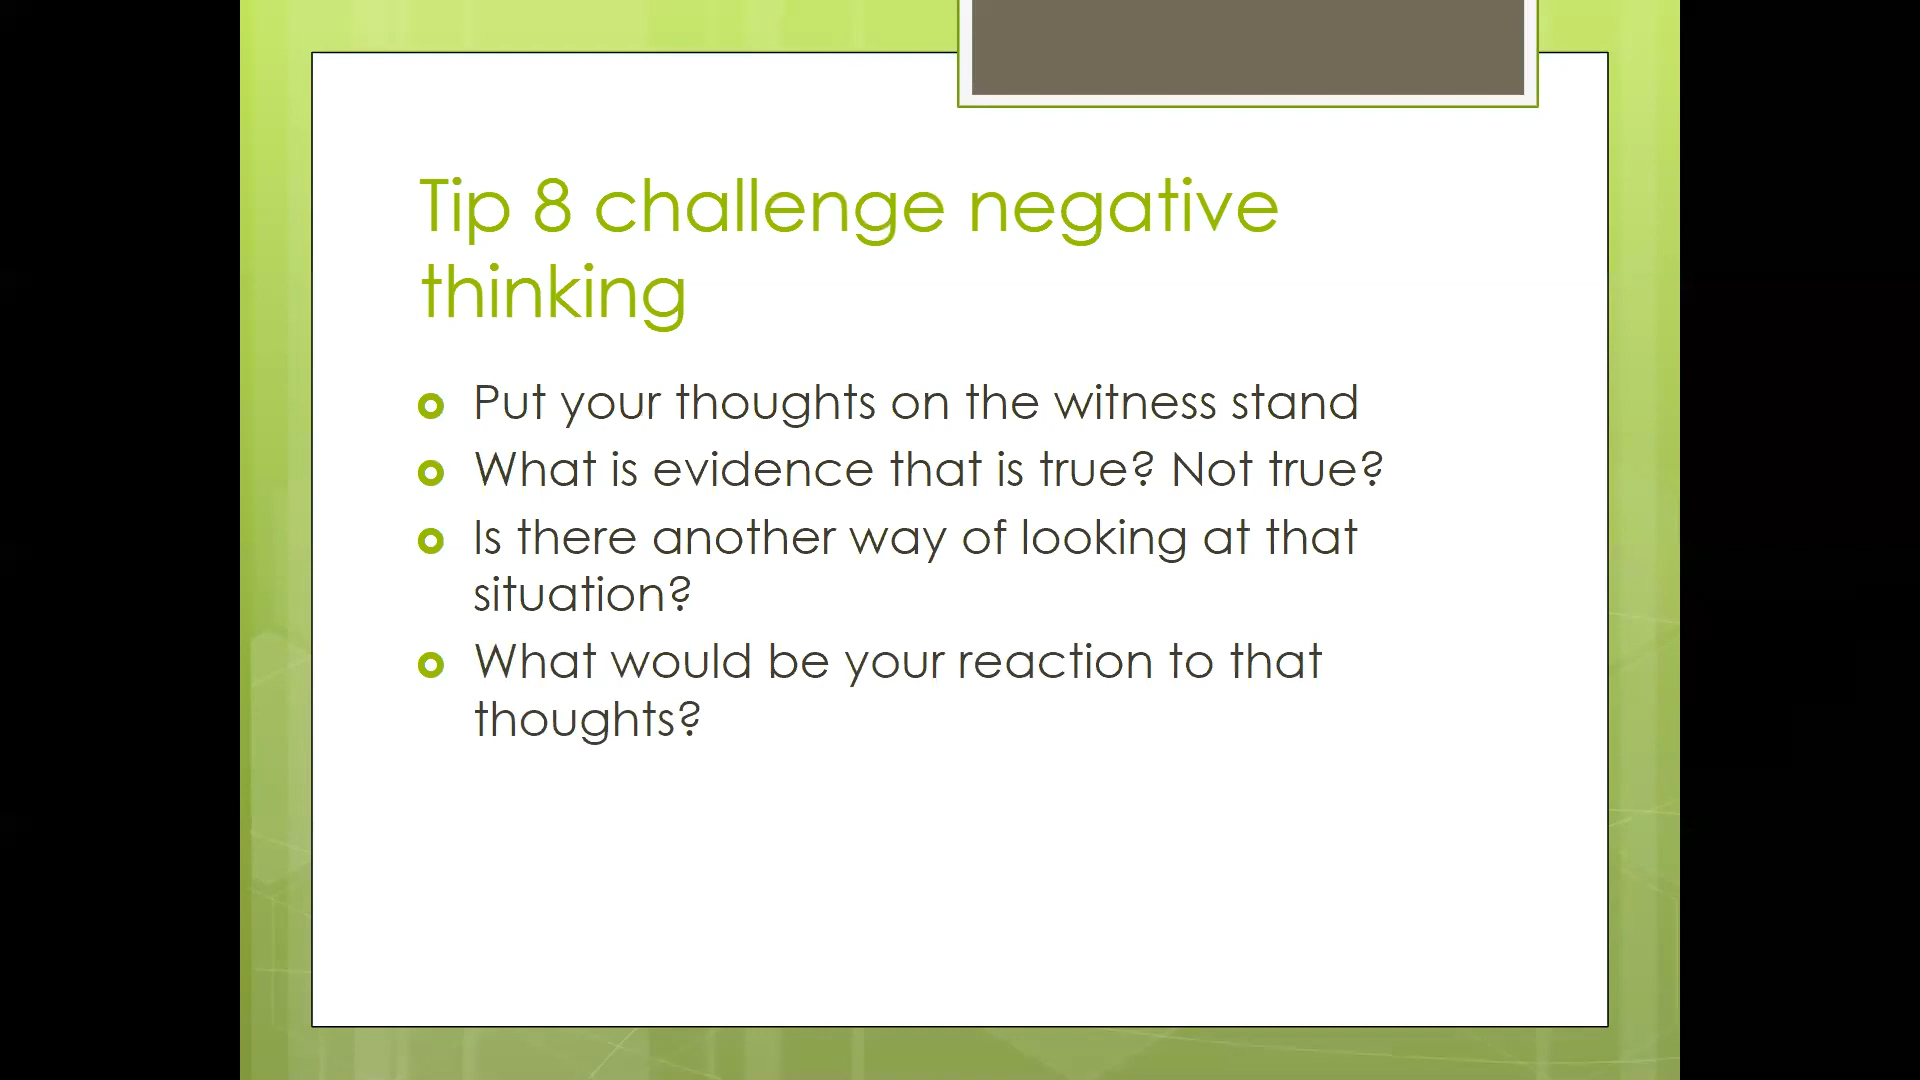 Tip 8 challenge negative
thinking
Put your thoughts on the witness stand
What is evidence that is true? Not true?
Is there another way of looking at that
situation?
What would be your reaction to that
thoughts?